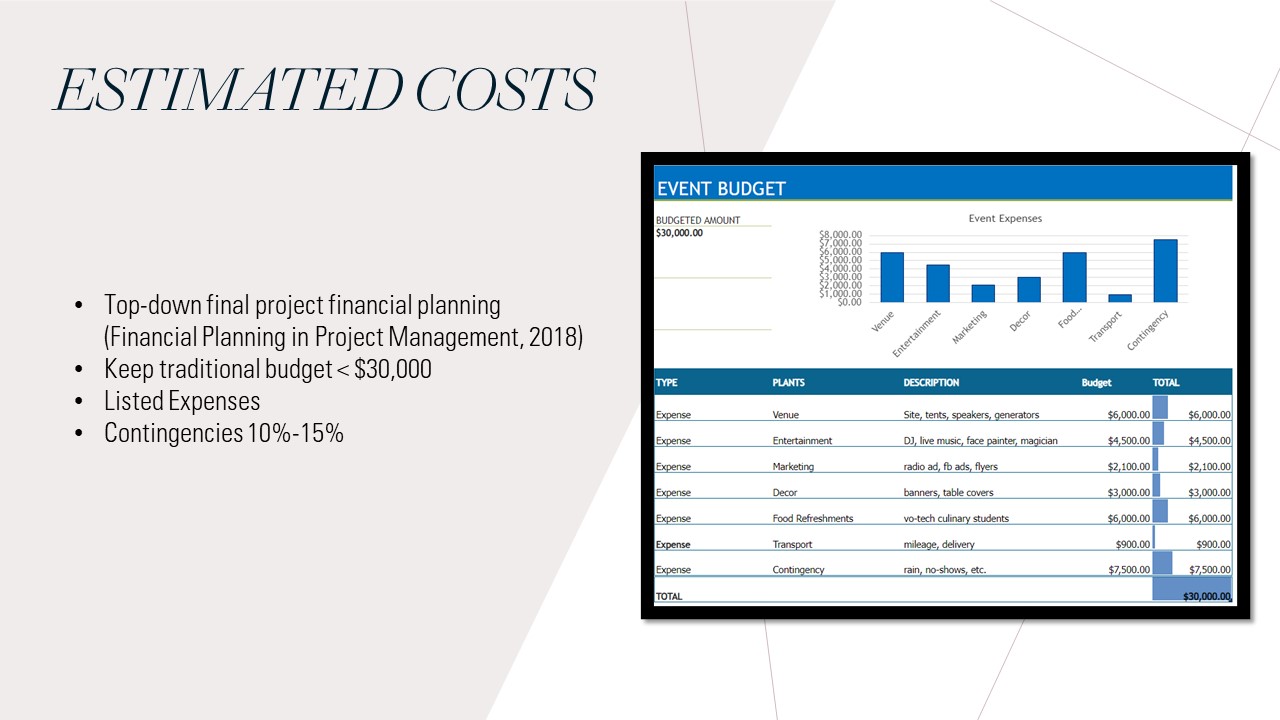 ESTIMATED COSTS
• Top-down final project financial planning
(Financial Planning in Project Management, 2018)
• Keep traditional budget < $30,000
• Listed Expenses
• Contingencies 10%-15%
EVENT BUDGET
BUDGETED AMOUNT
$30,000.00
Event Expenses
$8,000.00
$7,000.00
$6,000.00
$5,000.00
$4,000.00
$3,000.00
$2,000.00
$1,000.00
$0.00
Venue
Entertainment
Marketing
Decor
Food...
Transport
Contingency
TYPE PLANTS DESCRIPTION Budget TOTAL
Expense Venue Site, tents, speakers, generators $6,000.00 $6,000.00
Expense Entertainment DJ, live music, face painter, magician $4,500.00 $4,500.00
Expense Marketing radio ad, fb ads, flyers $2,100.00 $2,100.00
Expense Decor banners, table covers $3,000.00 $3,000.00
Expense Food Refreshments vo-tech culinary students $6,000.00 $6,000.00
Expense Transport mileage, delivery $900.00 $900.00
Expense Contingency rain, no-shows, etc. $7,500.00 $7,500.00
TOTAL $30,000.00